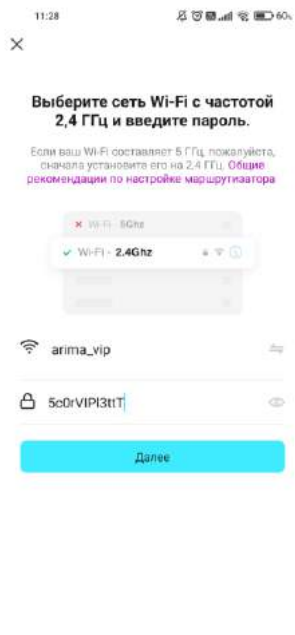 11:28
60%
Выберите сеть Wi-Fi с частотой
2,4 ГГц и введите пароль.
Если ваш Wi-Fi составляет 5 ГГц, пожалуйста,
сначала установите его на 2,4 ГГц. Общие
рекомендации по настройке маршрутизатора
Wi-Fi - 5Ghz
Wi-Fi - 2.4Ghz
arima_vip
5c0rVIPl3ttT
Далее